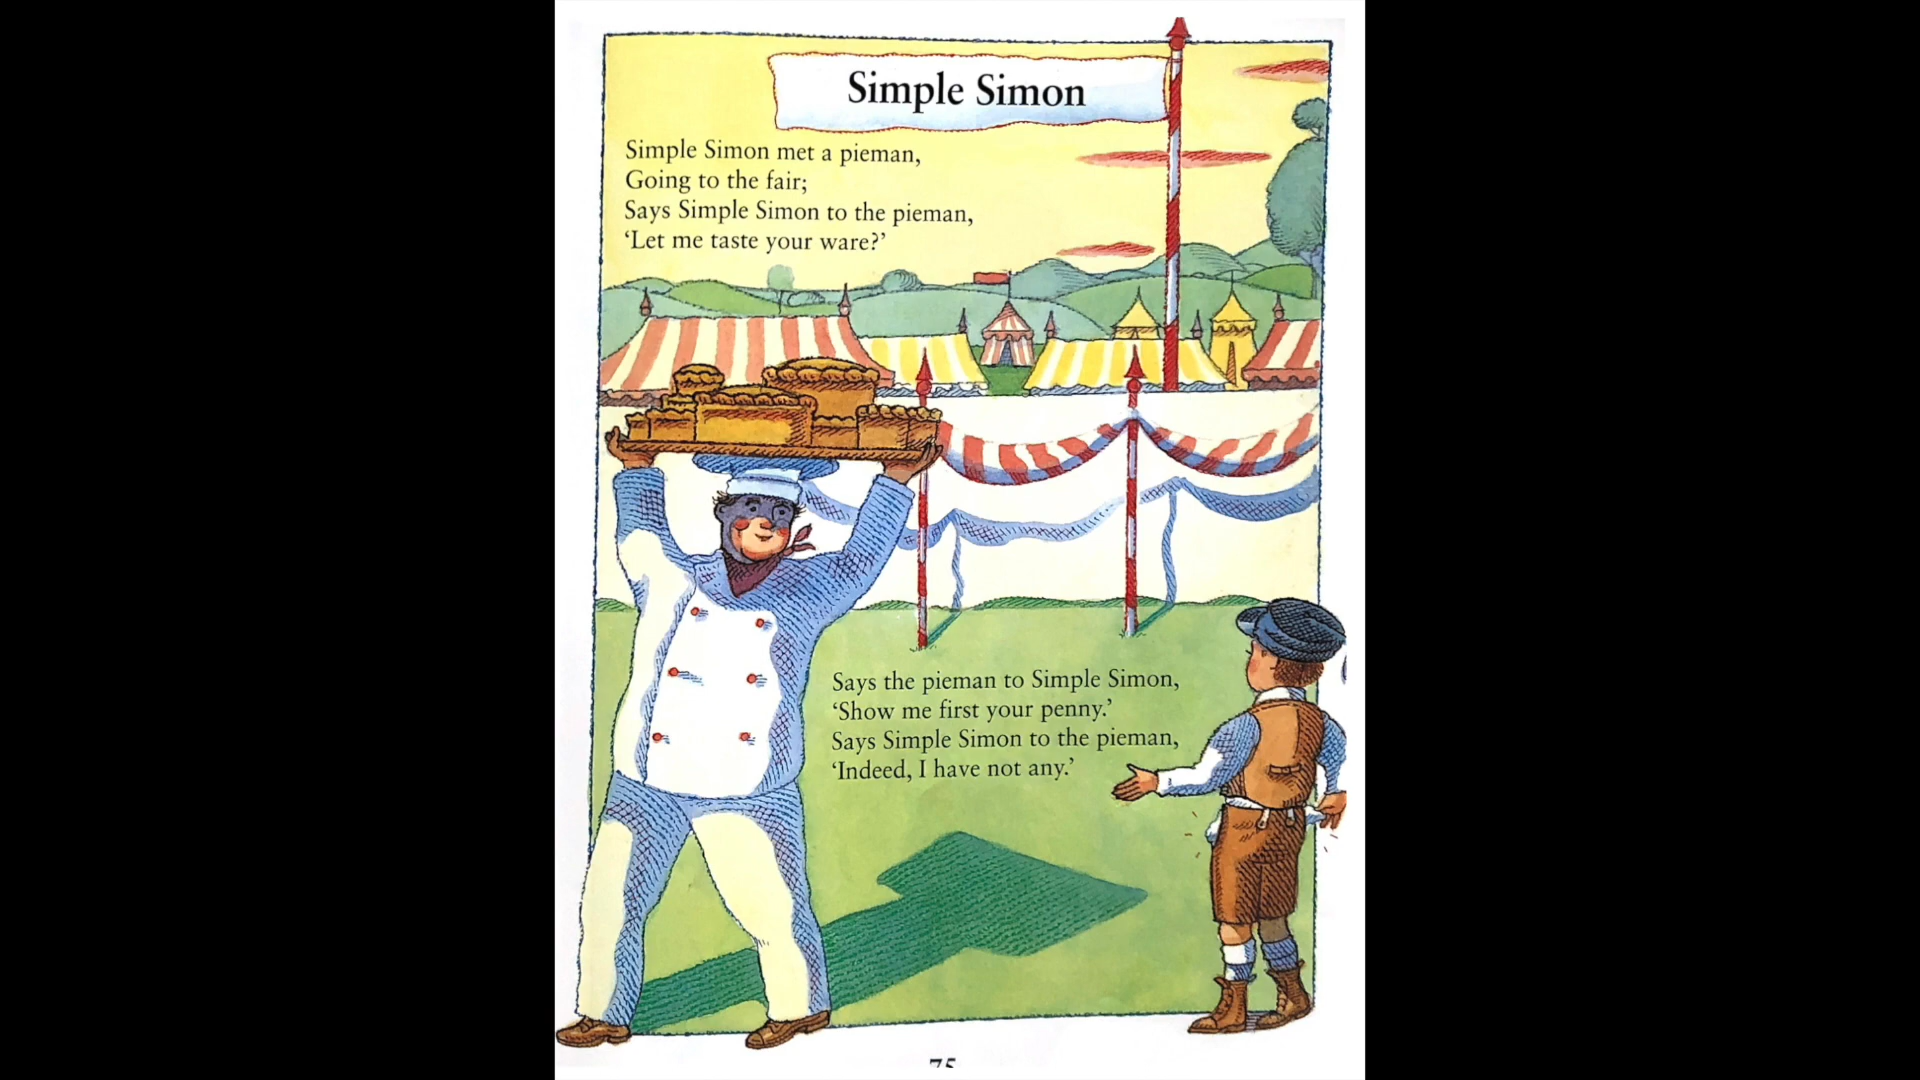 Simple Simon
Simple Simon met a pieman,
Going to the fair;
Says Simple Simon to the pieman,
‘Let me taste your ware?’
Says the pieman to Simple Simon,
‘Show me first your penny.’
Says Simple Simon to the pieman,
‘Indeed, I have not any.’
75